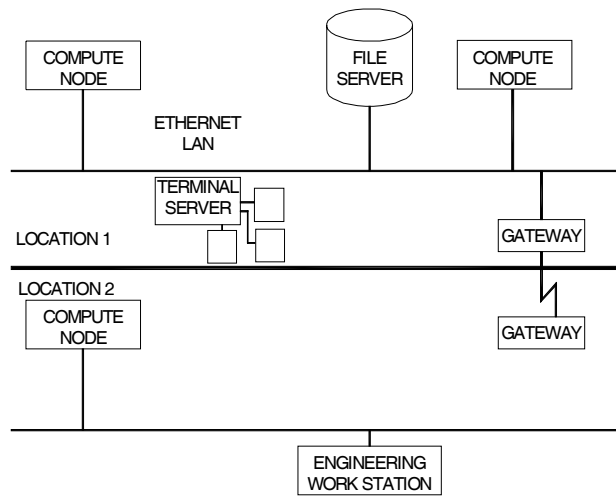 COMPUTE
NODE
FILE
SERVER
COMPUTE
NODE
ETHERNET
LAN
TERMINAL
SERVER
LOCATION 1
GATEWAY
LOCATION 2
COMPUTE
NODE
GATEWAY
ENGINEERING
WORK STATION